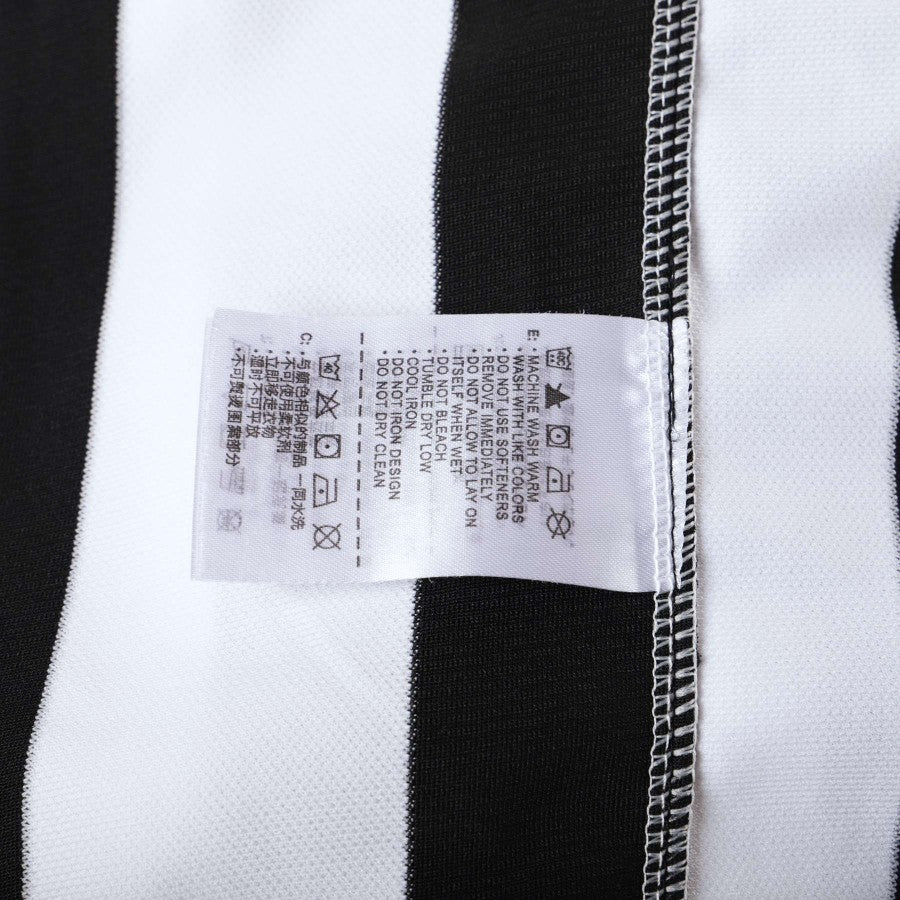 E:
40C
· MACHINE WASH WARM
· WASH WITH LIKE COLORS
· DO NOT USE SOFTENERS
· REMOVE IMMEDIATELY
· DO NOT ALLOW TO LAY ON
ITSELF WHEN WET
· DO NOT BLEACH
· TUMBLE DRY LOW
· COOL IRON
· DO NOT IRON DESIGN
· DO NOT DRY CLEAN
C:
40
· 与颜色相似的制品 一同水洗
· 不可使用柔软剂
· 立即移走衣物
· 湿时不可平放
· 不可熨烫图案部分